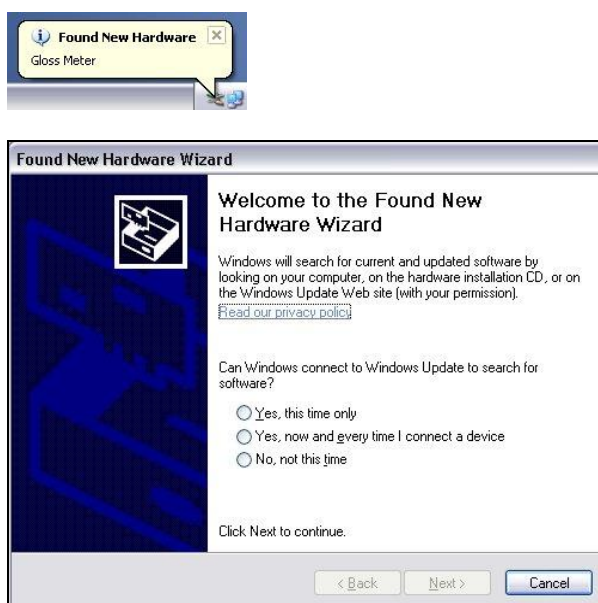 Found New Hardware
Gloss Meter
Found New Hardware Wizard
Welcome to the Found New
Hardware Wizard
Windows will search for current and updated software by
looking on your computer, on the hardware installation CD, or on
the Windows Update Web site (with your permission).
Read our privacy policy
Can Windows connect to Windows Update to search for
software?
Yes, this time only
Yes, now and every time I connect a device
No, not this time
Click Next to continue.
< Back
Next >
Cancel